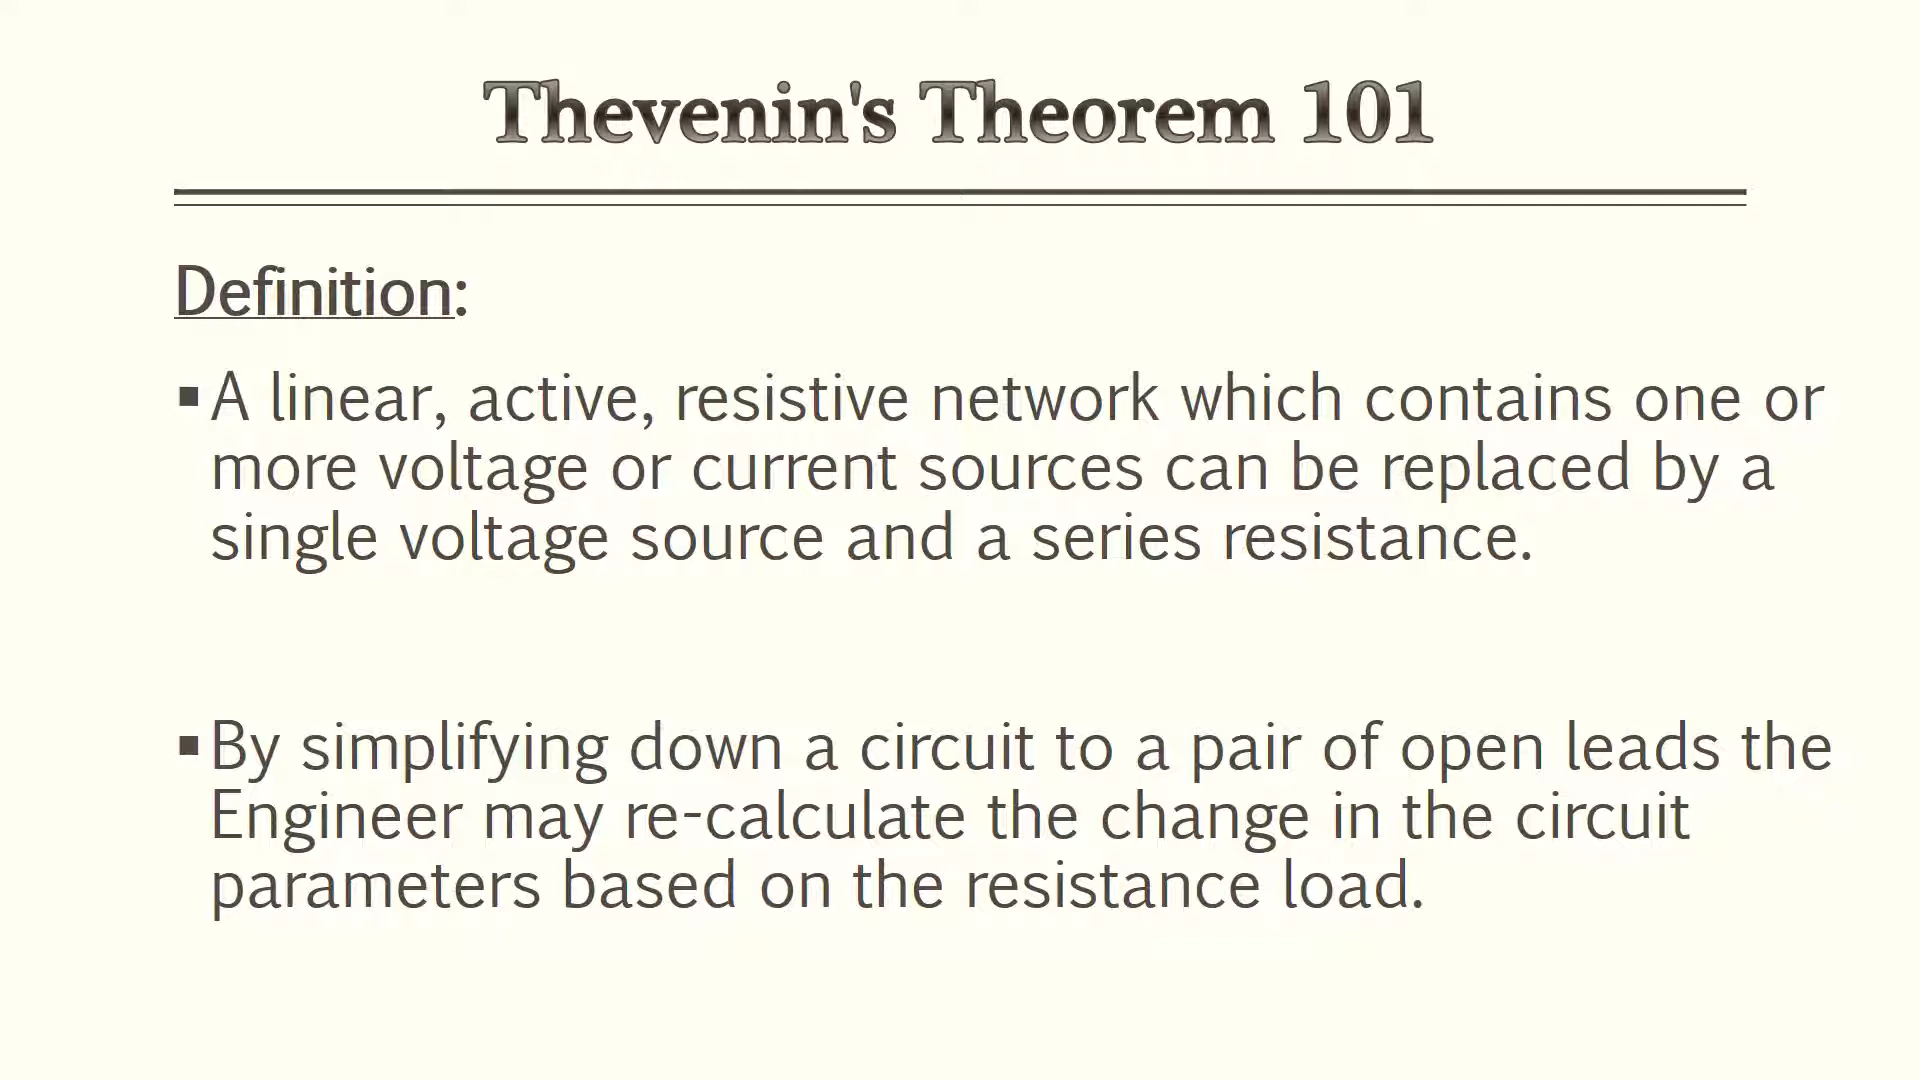 Thevenin's Theorem 101
Definition:
▪A linear, active, resistive network which contains one or
more voltage or current sources can be replaced by a
single voltage source and a series resistance.
▪By simplifying down a circuit to a pair of open leads the
Engineer may re-calculate the change in the circuit
parameters based on the resistance load.